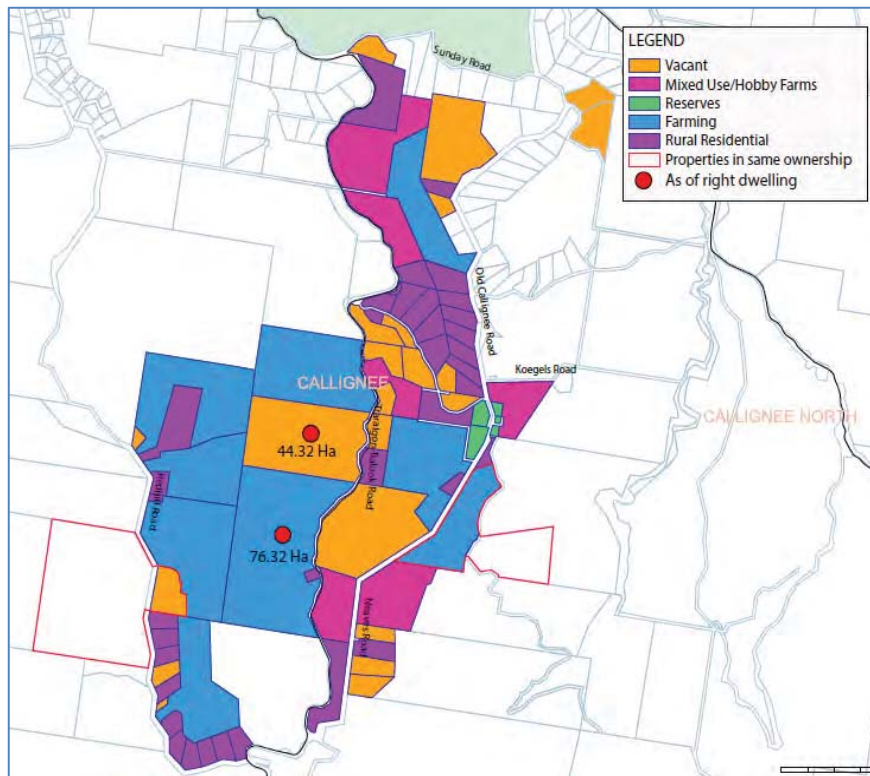 Sunday Road
LEGEND
Vacant
Mixed Use/Hobby Farms
Reserves
Farming
Rural Residential
Properties in same ownership
As of right dwelling
Old Callignee Road
Koegels Road
CALLIGNEE
CALLIGNEE NORTH
44.32 Ha
76.32 Ha
Road
Road
Neaves Road